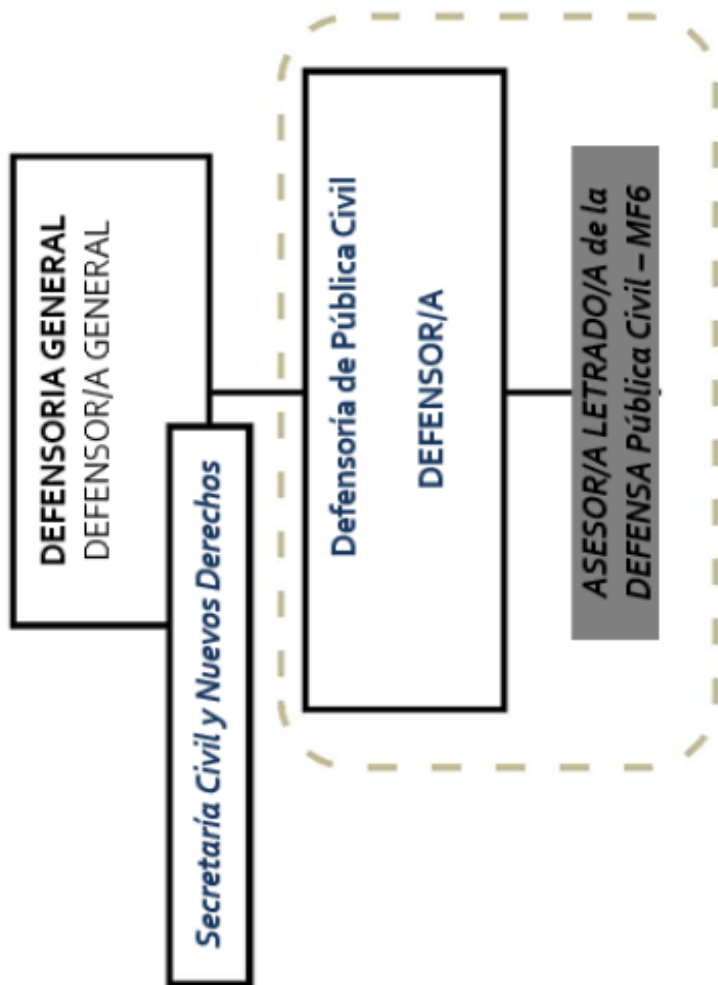 DEFENSORIA GENERAL
DEFENSOR/A GENERAL
Secretaría Civil y Nuevos Derechos
Defensoría de Pública Civil
DEFENSOR/A
ASESOR/A LETRADO/A de la
DEFENSA Pública Civil – MF6